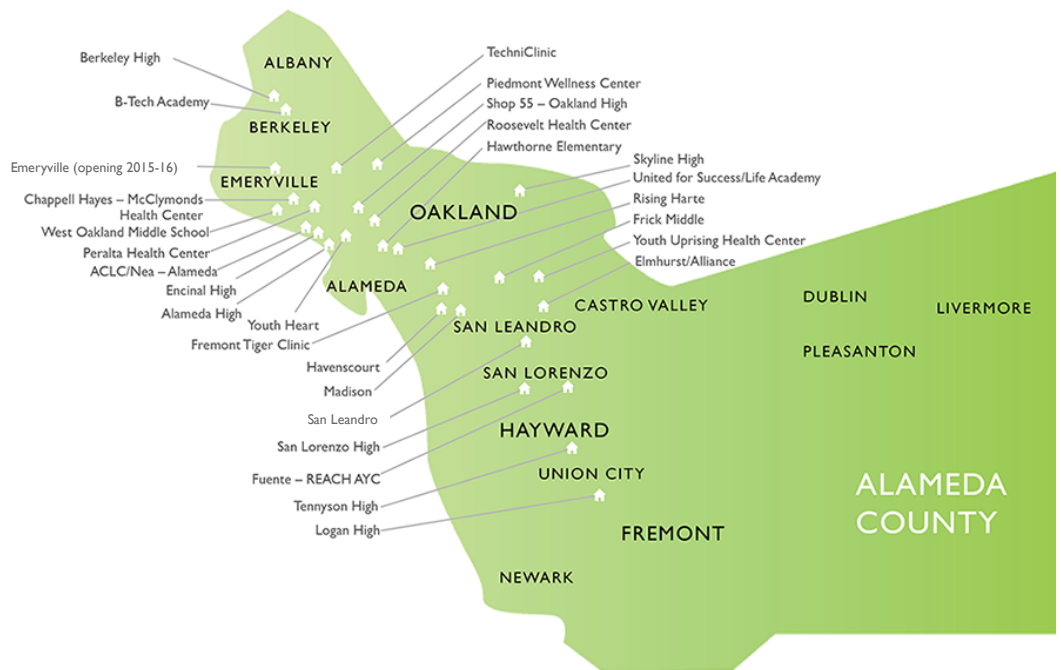 Berkeley High
B-Tech Academy
Emeryville (opening 2015-16)
Chappell Hayes – McClymonds
Health Center
West Oakland Middle School
Peralta Health Center
ACLC/Nea – Alameda
Encinal High
Alameda High
Youth Heart
Fremont Tiger Clinic
Havenscourt
Madison
San Leandro
San Lorenzo High
Fuente – REACH AYC
Tennyson High
Logan High
TechniClinic
Piedmont Wellness Center
Shop 55 – Oakland High
Roosevelt Health Center
Hawthorne Elementary
Skyline High
United for Success/Life Academy
Rising Harte
Frick Middle
Youth Uprising Health Center
Elmhurst/Alliance
ALBANY
BERKELEY
EMERYVILLE
OAKLAND
ALAMEDA
CASTRO VALLEY
SAN LEANDRO
SAN LORENZO
HAYWARD
UNION CITY
FREMONT
NEWARK
DUBLIN
LIVERMORE
PLEASANTON
ALAMEDA
COUNTY